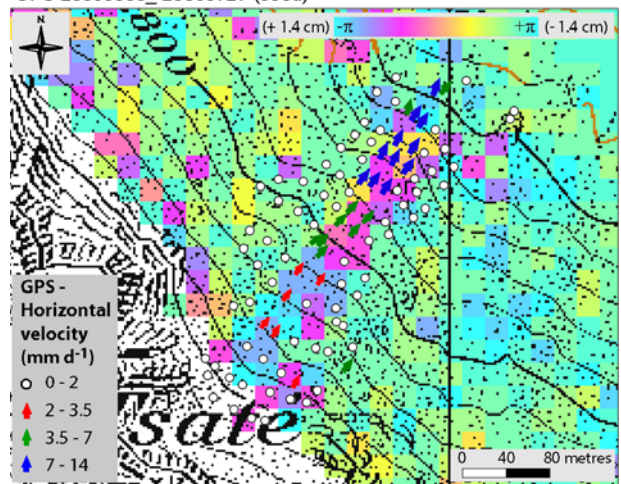 N
(+ 1.4 cm) -π +π (- 1.4 cm)
800
GPS -
Horizontal
velocity
(mm d-1)
0 - 2
2 - 3.5
3.5 - 7
7 - 14
sate
0 40 80 metres